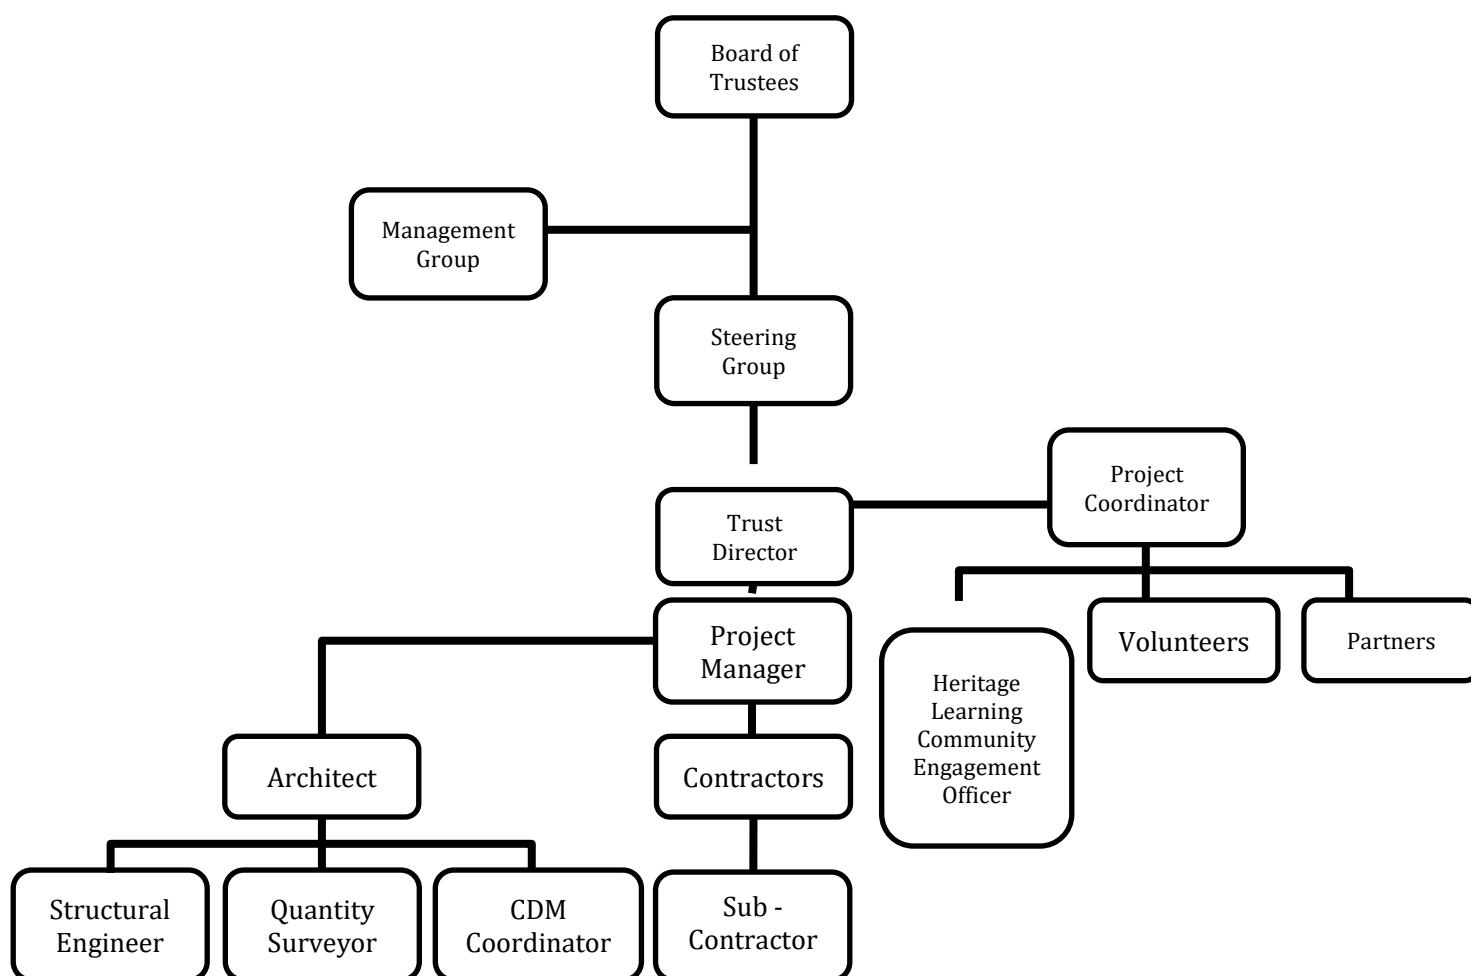 Board of
Trustees
Management
Group
Steering
Group
Project
Coordinator
Trust
Director
Project
Manager
Volunteers
Partners
Heritage
Learning
Community
Engagement
Officer
Architect
Contractors
Structural
Engineer
Quantity
Surveyor
CDM
Coordinator
Sub -
Contractor